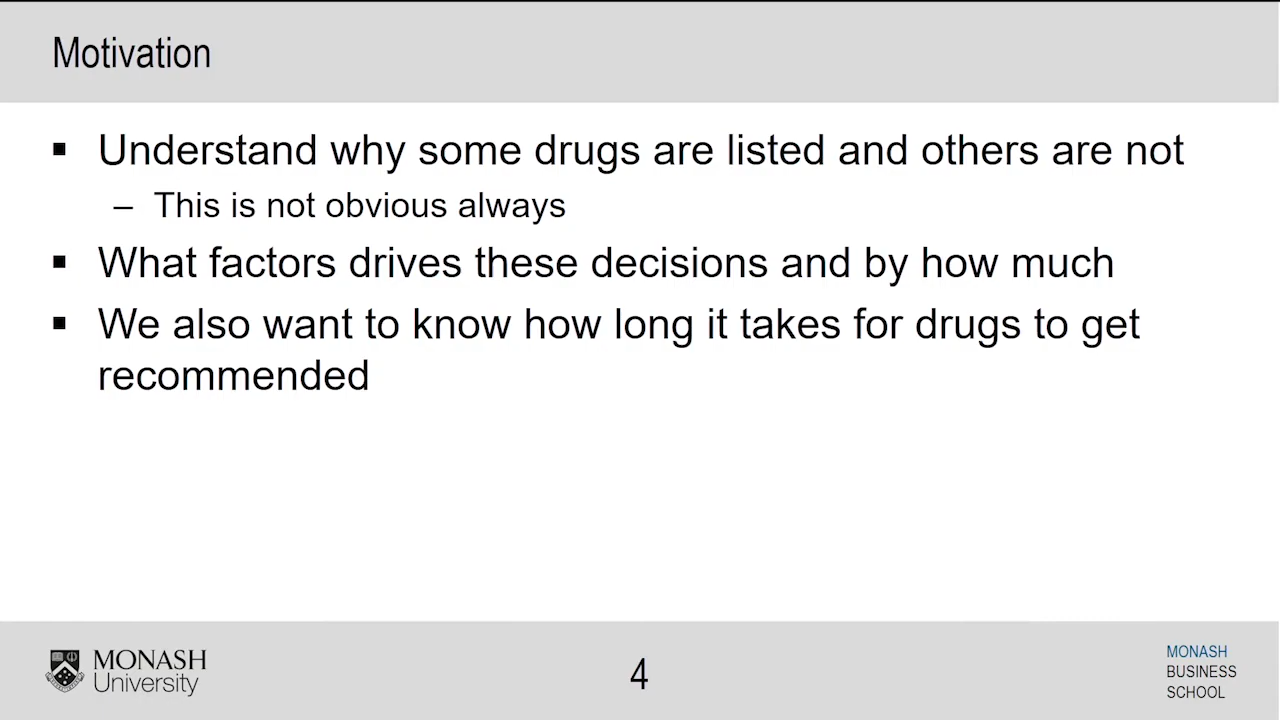 Motivation
▪ Understand why some drugs are listed and others are not
– This is not obvious always
▪ What factors drives these decisions and by how much
▪ We also want to know how long it takes for drugs to get
recommended
MONASH
University
4
MONASH
BUSINESS
SCHOOL